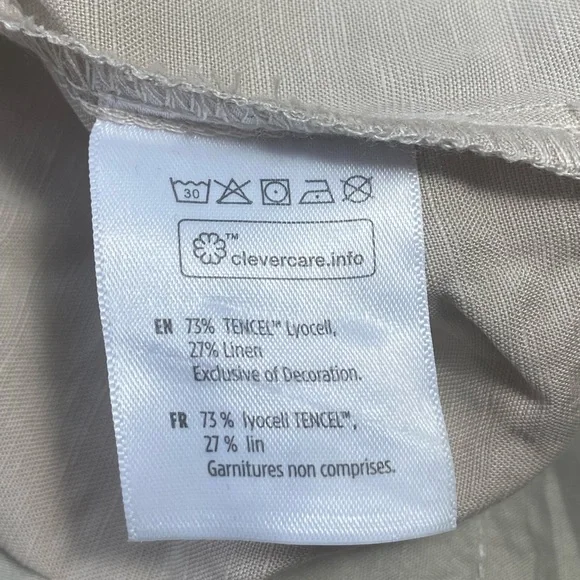 30
™
clevercare.info
EN 73% TENCEL™ Lyocell,
27% Linen
Exclusive of Decoration.
FR 73 % lyocell TENCEL™,
27 % lin
Garnitures non comprises.